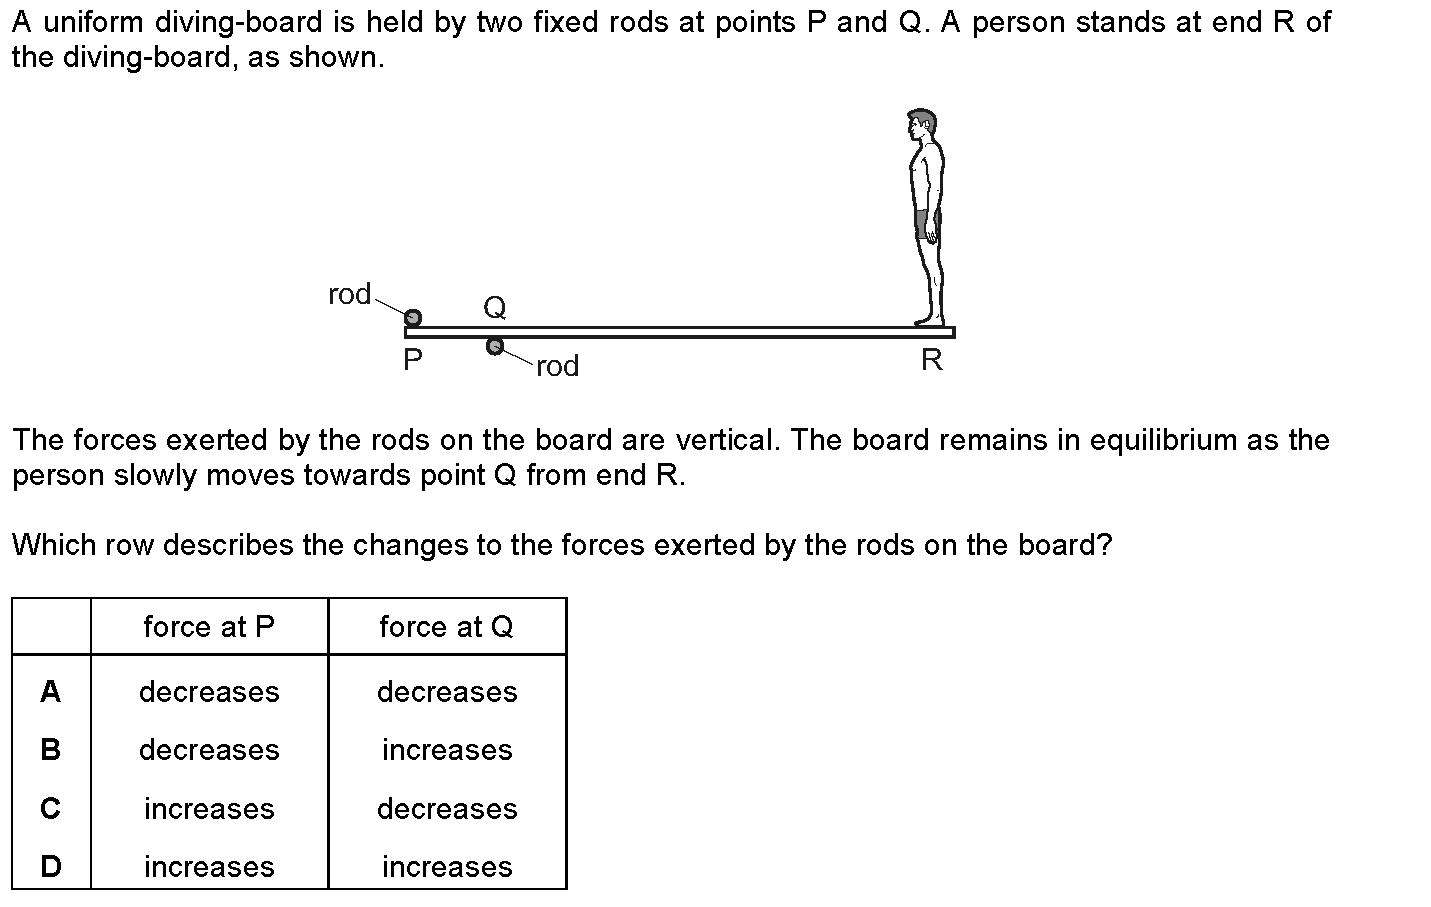 A uniform diving-board is held by two fixed rods at points P and Q. A person stands at end R of
the diving-board, as shown.
rod
Q
P
rod
R
The forces exerted by the rods on the board are vertical. The board remains in equilibrium as the
person slowly moves towards point Q from end R.
Which row describes the changes to the forces exerted by the rods on the board?
force at P force at Q
A decreases decreases
B decreases increases
C increases decreases
D increases increases